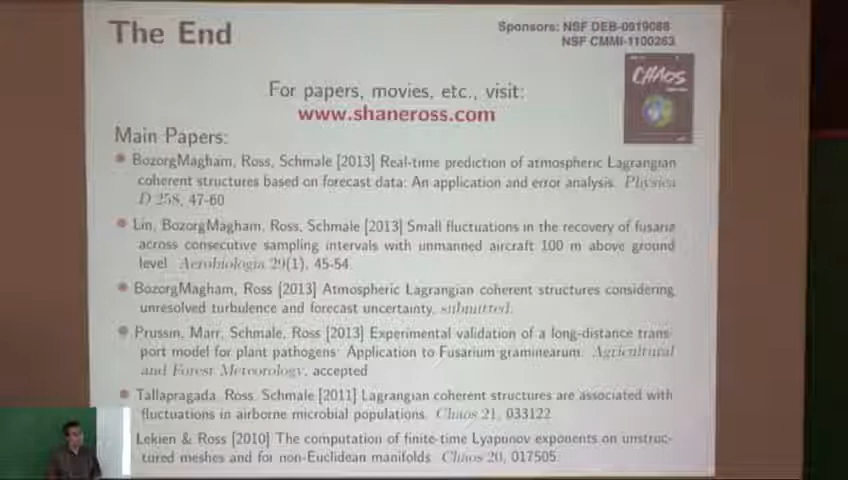 The End
Sponsors: NSF DEB-0919088
NSF CMMI-1100263
CHAOS
For papers, movies, etc., visit:
www.shaneross.com
Main Papers:
BozorgMagham, Ross, Schmale [2013] Real-time prediction of atmospheric Lagrangian
coherent structures based on forecast data: An application and error analysis. Physica
D 258, 47-60
Lin, BozorgMagham, Ross, Schmale [2013] Small fluctuations in the recovery of fusaria
across consecutive sampling intervals with unmanned aircraft 100 m above ground
level. Aerobiologia 29(1), 45-54.
BozorgMagham, Ross [2013] Atmospheric Lagrangian coherent structures considering
unresolved turbulence and forecast uncertainty, submitted.
Prussin, Marr, Schmale, Ross [2013] Experimental validation of a long-distance trans-
port model for plant pathogens: Application to Fusarium graminearum. Agricultural
and Forest Meteorology, accepted
Tallapragada, Ross, Schmale [2011] Lagrangian coherent structures are associated with
fluctuations in airborne microbial populations. Chaos 21, 033122
Lekien & Ross [2010] The computation of finite-time Lyapunov exponents on unstruc-
tured meshes and for non-Euclidean manifolds. Chaos 20, 017505.